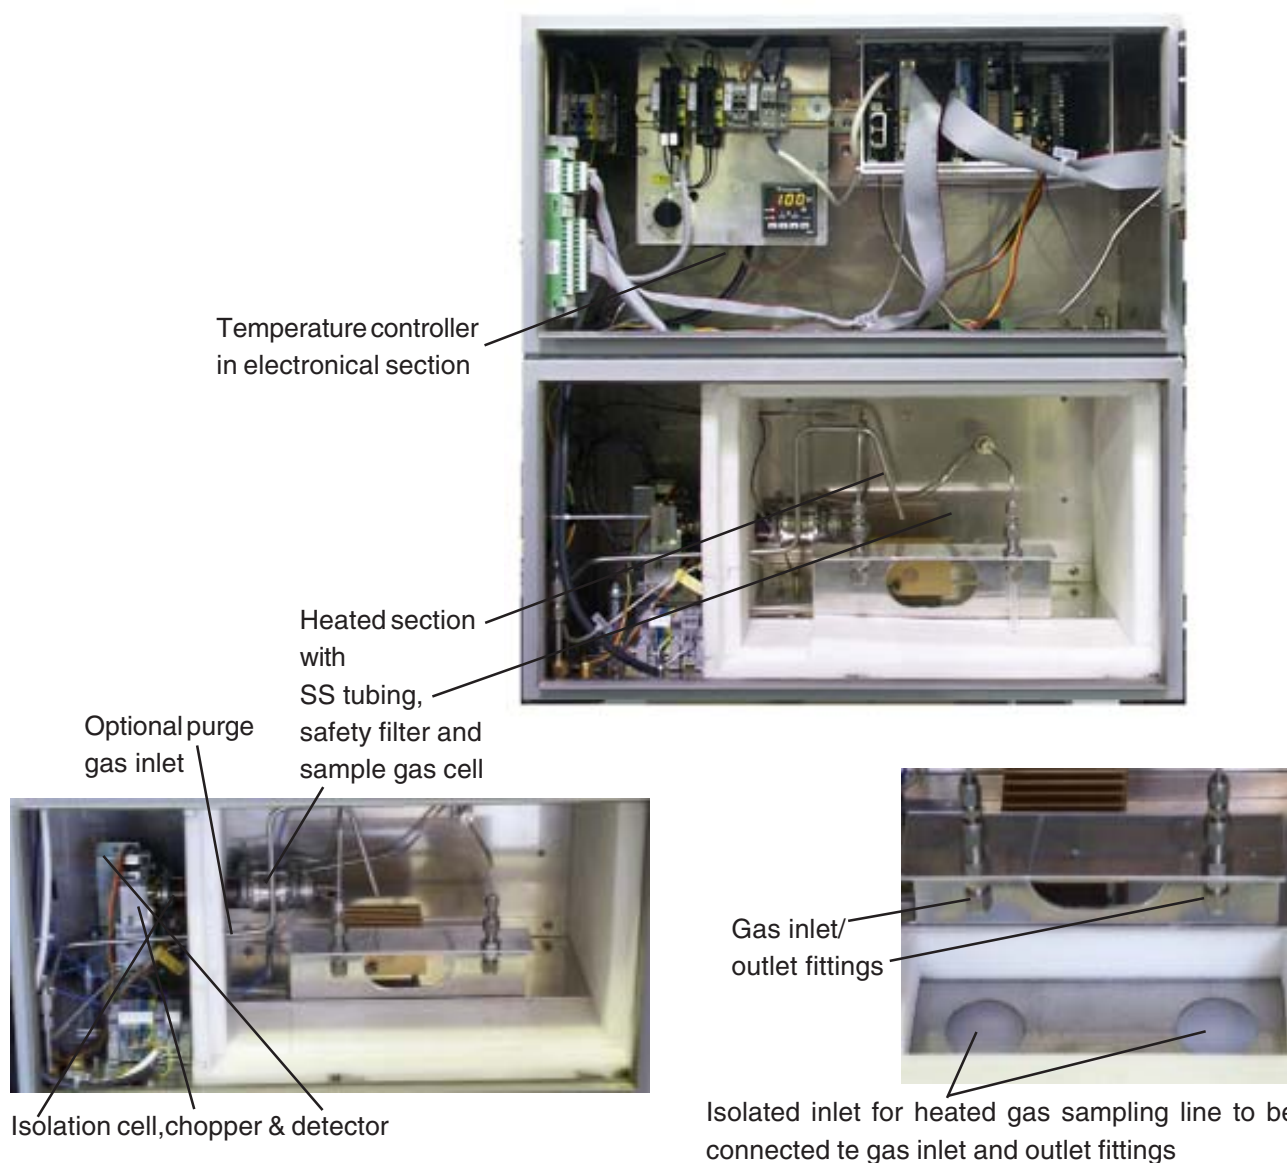 100
Temperature controller
in electronical section
Heated section
with
SS tubing,
safety filter and
sample gas cell
Optional purge
gas inlet
Gas inlet/
outlet fittings
Isolation cell,chopper & detector
Isolated inlet for heated gas sampling line to be
connected te gas inlet and outlet fittings